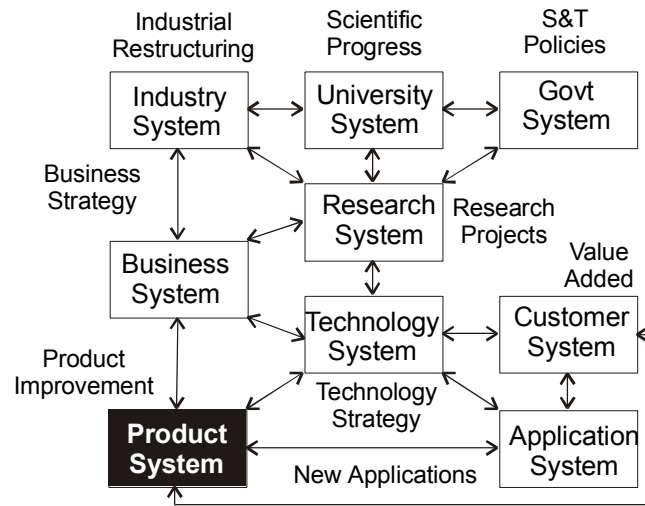 Industrial
Restructuring
Scientific
Progress
S&T
Policies
Industry
System
University
System
Govt
System
Business
Strategy
Research
System
Research
Projects
Business
System
Value
Added
Technology
System
Customer
System
Product
Improvement
Technology
Strategy
Product
System
Application
System
New Applications